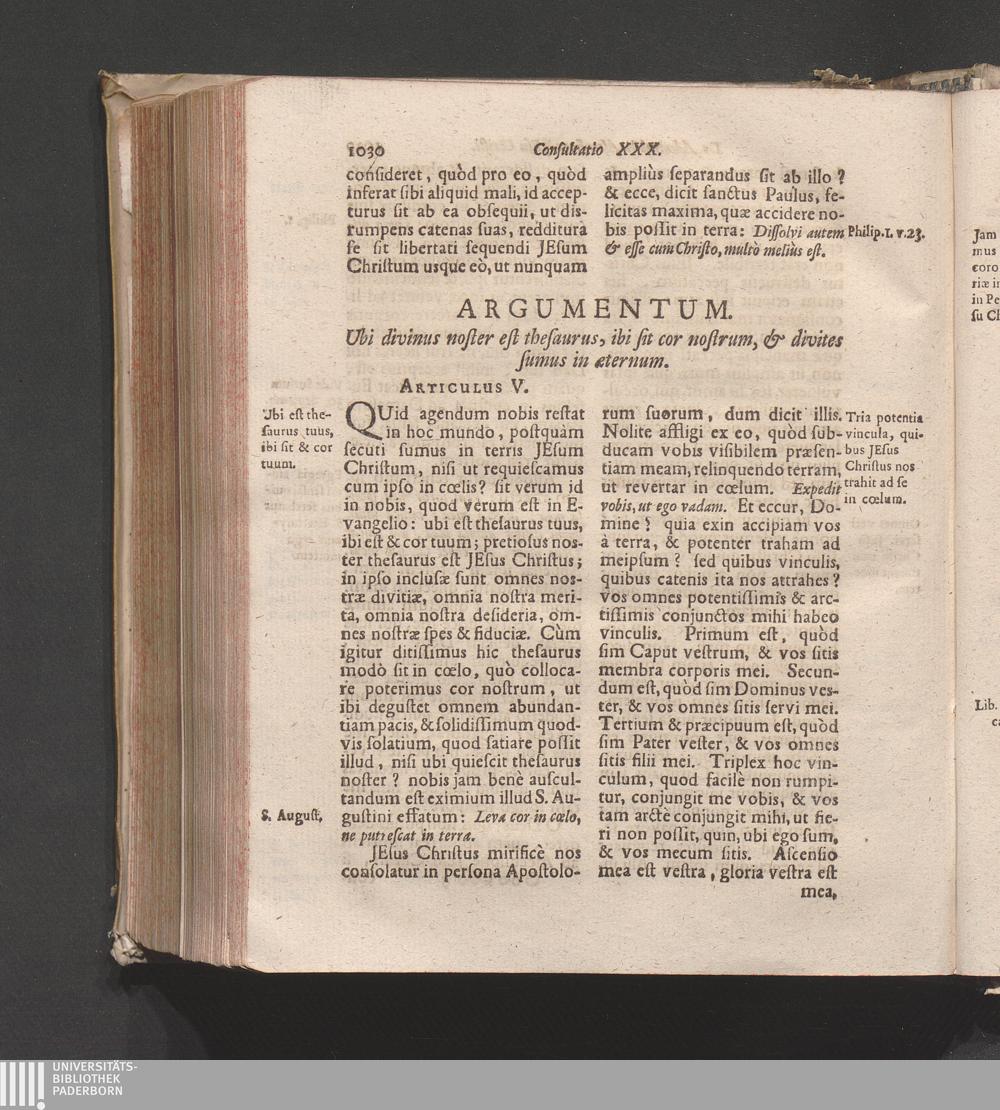 1030 Consultatio XXX.
consideret, quòd pro eo, quòd
inferat sibi aliquid mali, id accep-
turus sit ab ea obsequii, ut dis-
rumpens catenas suas, redditura
se sit libertati sequendi JEsum
Christum usque eò, ut nunquam
ampliùs separandus sit ab illo?
& ecce, dicit sanctus Paulus, fe-
licitas maxima, quæ accidere no-
bis possit in terra: Dissolvi autem
& esse cum Christo, multò meliùs est.
Philip. I. v. 23.
ARGUMENTUM.
Ubi divinus noster est thesaurus, ibi sit cor nostrum, & divites
sumus in æternum.
ARTICULUS V.
Ubi est the-
saurus tuus,
ibi sit & cor
tuum.
QUid agendum nobis restat
in hoc mundo, postquàm
secuti sumus in terris JEsum
Christum, nisi ut requiescamus
cum ipso in cœlis? sit verum id
in nobis, quod verum est in E-
vangelio: ubi est thesaurus tuus,
ibi est & cor tuum; pretiosus nos-
ter thesaurus est JEsus Christus;
in ipso inclusæ sunt omnes nos-
træ divitiæ, omnia nostra meri-
ta, omnia nostra desideria, om-
nes nostræ spes & fiduciæ. Cùm
igitur ditissimus hic thesaurus
modò sit in cœlo, quò colloca-
re poterimus cor nostrum, ut
ibi degustet omnem abundan-
tiam pacis, & solidissimum quod-
vis solatium, quod satiare possit
illud, nisi ubi quiescit thesaurus
noster? nobis jam benè auscul-
tandum est eximium illud S. Au-
gustini effatum: Leva cor in cœlo,
ne putrescat in terra.
S. August.
JEsus Christus mirificè nos
consolatur in persona Apostolo-
rum suorum, dum dicit illis.
Nolite affligi ex eo, quòd sub-
ducam vobis visibilem præsen-
tiam meam, relinquendo terram,
ut revertar in cœlum. Expedit
vobis, ut ego vadam. Et eccur, Do-
mine? quia exin accipiam vos
à terra, & potenter traham ad
meipsum? sed quibus vinculis,
quibus catenis ita nos attrahes?
vos omnes potentissimis & arc-
tissimis conjunctos mihi habeo
vinculis. Primum est, quòd
sim Caput vestrum, & vos sitis
membra corporis mei. Secun-
dum est, quòd sim Dominus ves-
ter, & vos omnes sitis servi mei.
Tertium & præcipuum est, quòd
sim Pater vester, & vos omnes
sitis filii mei. Triplex hoc vin-
culum, quod facilè non rumpi-
tur, conjungit me vobis, & vos
tam arctè conjungit mihi, ut fie-
ri non possit, quin, ubi ego sum,
& vos mecum sitis. Ascensio
mea est vestra, gloria vestra est
mea,
Tria potentia
vincula, qui-
bus JEsus
Christus nos
trahit ad se
in cœlum.
Jam
mus
coro
riæ in
in Pe
su Ch
Lib.
ca
UNIVERSITÄTS-
BIBLIOTHEK
PADERBORN